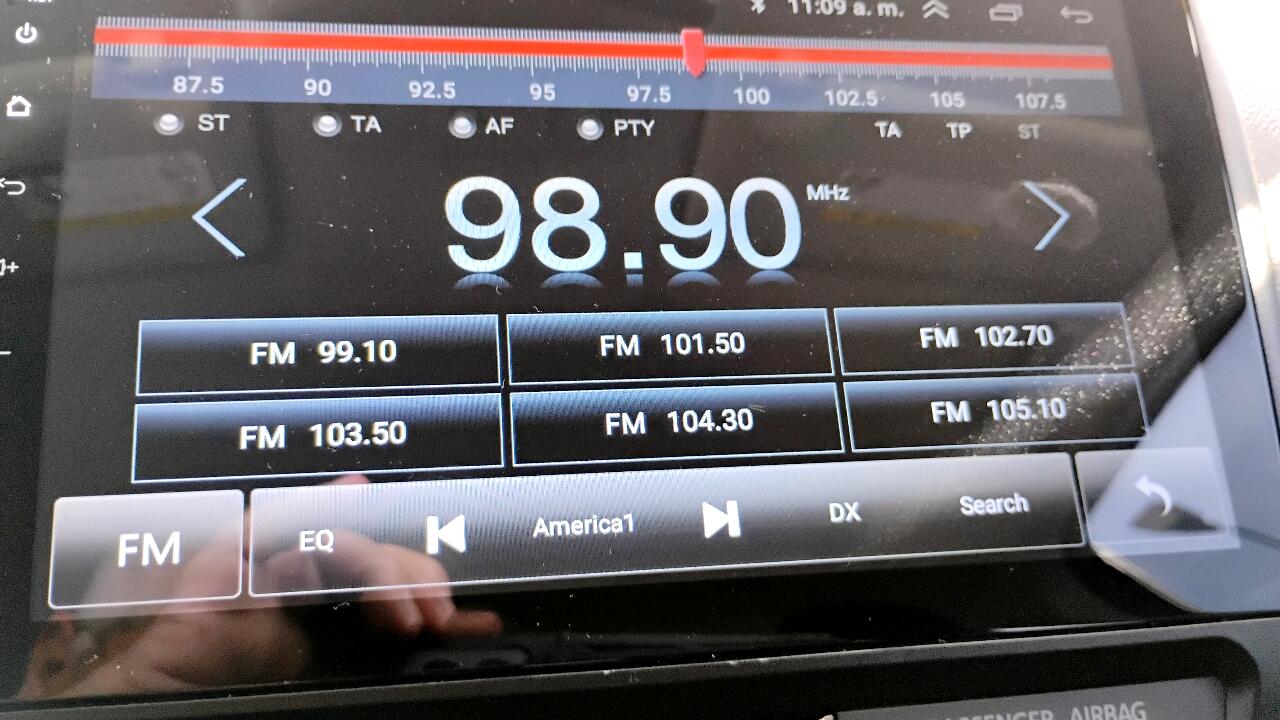 11:09 a. m.
87.5 90 92.5 95 97.5 100 102.5 105 107.5
ST TA AF PTY TA TP ST
98.90 MHz
FM 99.10 FM 101.50 FM 102.70
FM 103.50 FM 104.30 FM 105.10
FM EQ America1 DX Search
AIRBAG